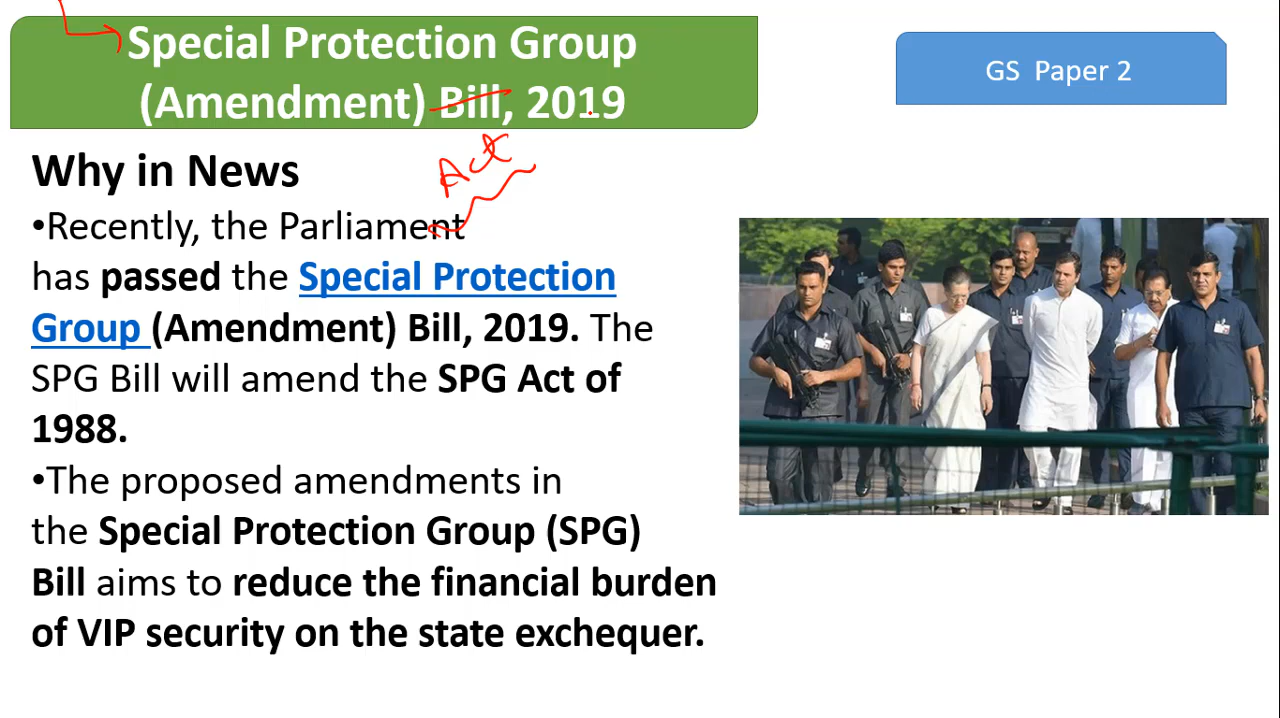 Special Protection Group
(Amendment) Bill, 2019
Act
GS Paper 2
Why in News
•Recently, the Parliament
has passed the Special Protection
Group (Amendment) Bill, 2019. The
SPG Bill will amend the SPG Act of
1988.
•The proposed amendments in
the Special Protection Group (SPG)
Bill aims to reduce the financial burden
of VIP security on the state exchequer.